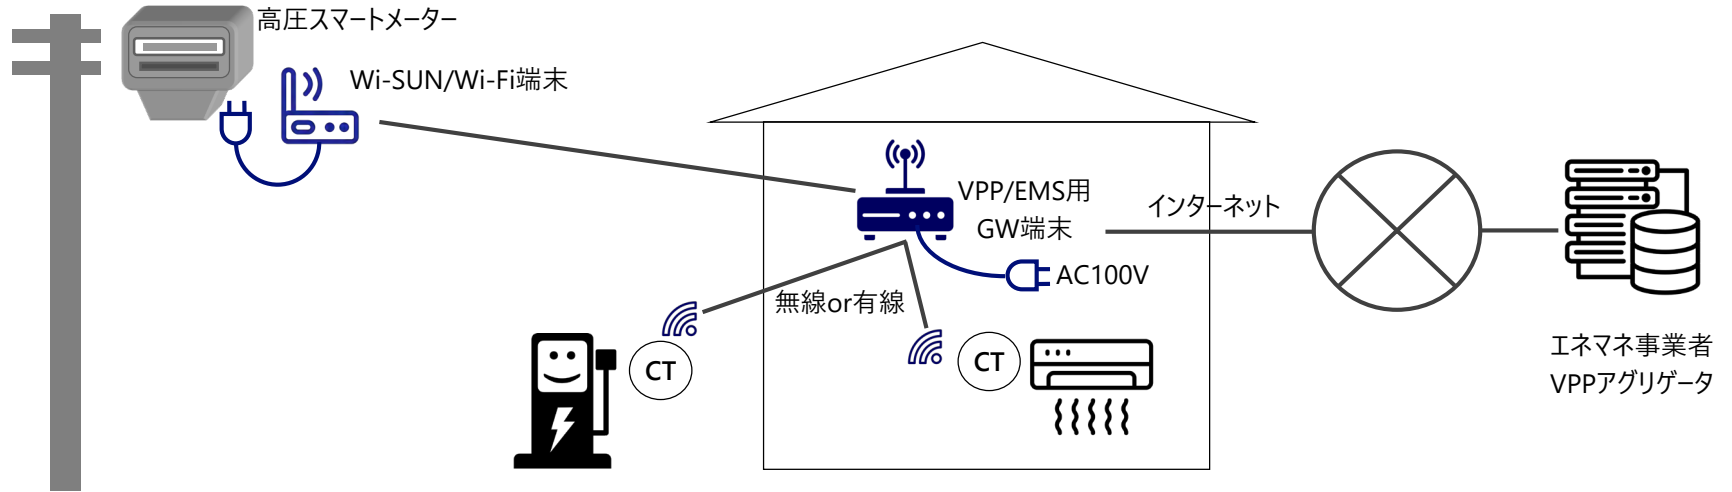 高圧スマートメーター
Wi-SUN/Wi-Fi端末
VPP/EMS用
GW端末
インターネット
AC100V
無線or有線
CT
CT
エネマネ事業者
VPPアグリゲータ